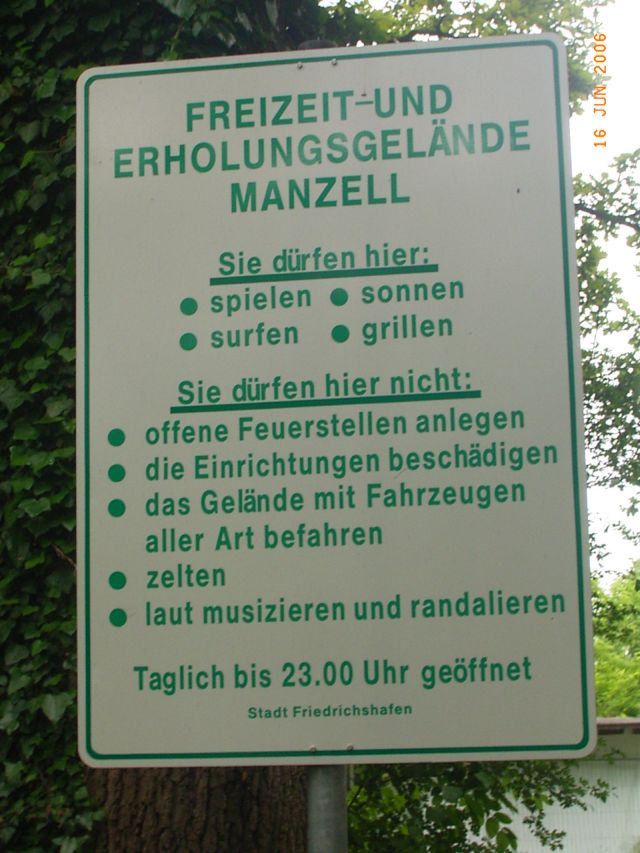 FREIZEIT-UND
ERHOLUNGSGELÄNDE
MANZELL
Sie dürfen hier:
● spielen ● sonnen
● surfen ● grillen
Sie dürfen hier nicht:
● offene Feuerstellen anlegen
● die Einrichtungen beschädigen
● das Gelände mit Fahrzeugen
aller Art befahren
● zelten
● laut musizieren und randalieren
Taglich bis 23.00 Uhr geöffnet
Stadt Friedrichshafen
16 JUN 2006